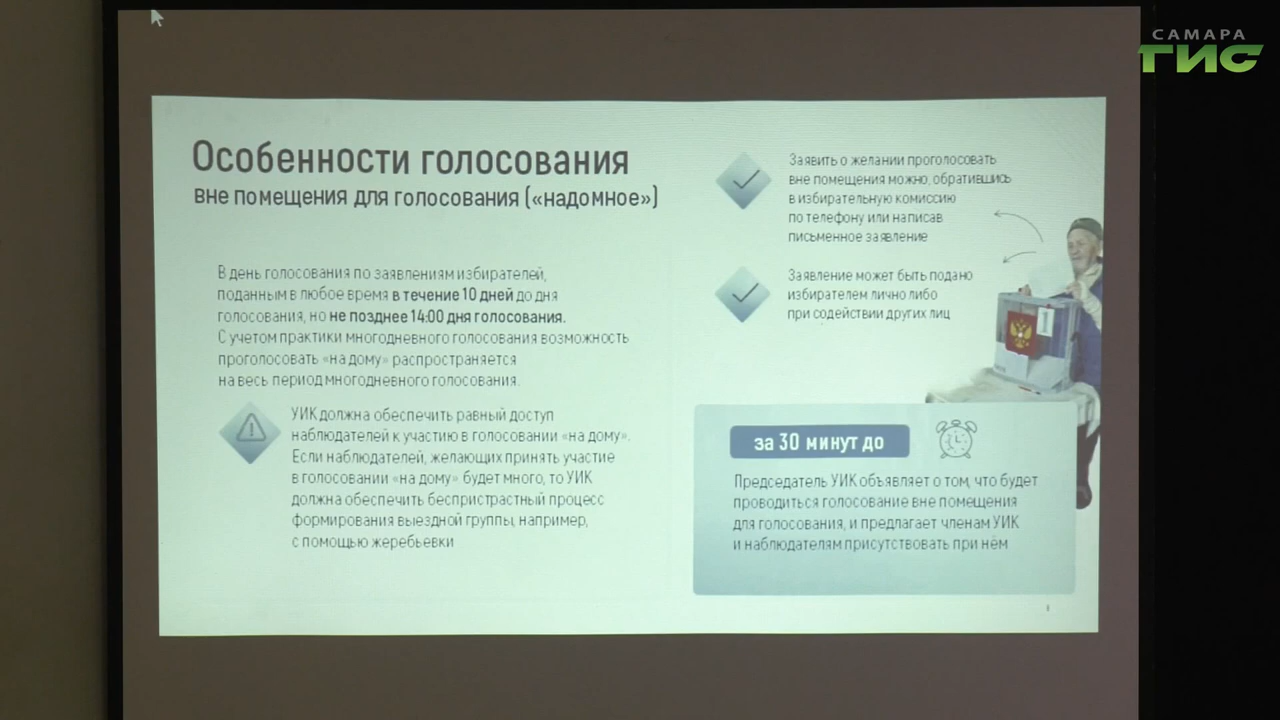 САМАРА
ГИС
Особенности голосования
вне помещения для голосования («надомное»)
В день голосования по заявлениям избирателей,
поданным в любое время в течение 10 дней до дня
голосования, но не позднее 14:00 дня голосования.
С учетом практики многодневного голосования возможность
проголосовать «на дому» распространяется
на весь период многодневного голосования.
УИК должна обеспечить равный доступ
наблюдателей к участию в голосовании «на дому».
Если наблюдателей, желающих принять участие
в голосовании «на дому» будет много, то УИК
должна обеспечить беспристрастный процесс
формирования выездной группы, например,
с помощью жеребьевки
Заявить о желании проголосовать
вне помещения можно, обратившись
в избирательную комиссию
по телефону или написав
письменное заявление
Заявление может быть подано
избирателем лично либо
при содействии других лиц
за 30 минут до
Председатель УИК объявляет о том, что будет
проводиться голосование вне помещения
для голосования, и предлагает членам УИК
и наблюдателям присутствовать при нём